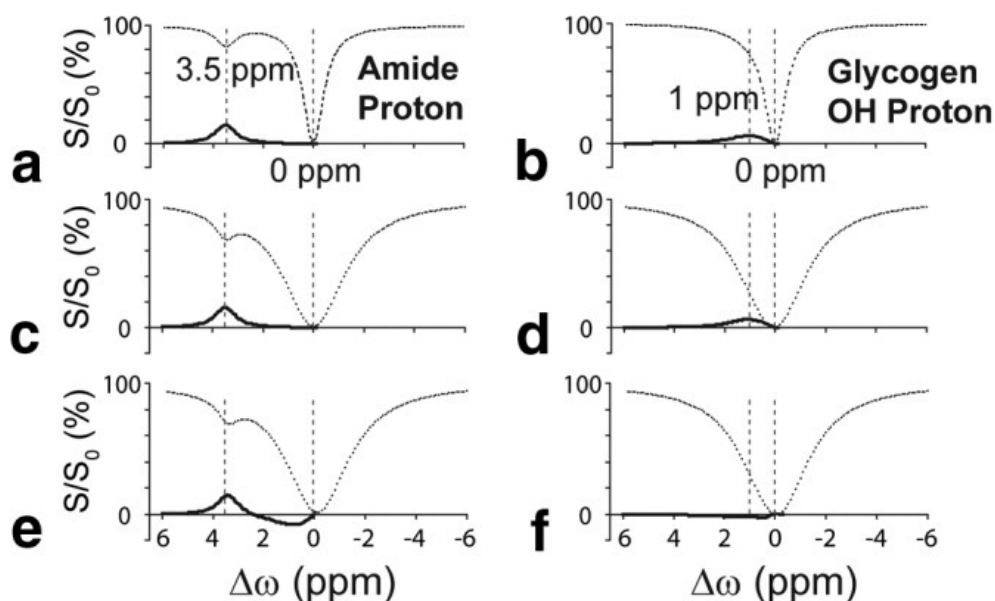 S/S0 (%)
100
0
3.5 ppm
Amide
Proton
0 ppm
a
S/S0 (%)
100
0
1 ppm
Glycogen
OH Proton
0 ppm
b
S/S0 (%)
100
0
c
100
0
d
S/S0 (%)
100
0
6 4 2 0 -2 -4 -6
Δω (ppm)
e
100
0
6 4 2 0 -2 -4 -6
Δω (ppm)
f